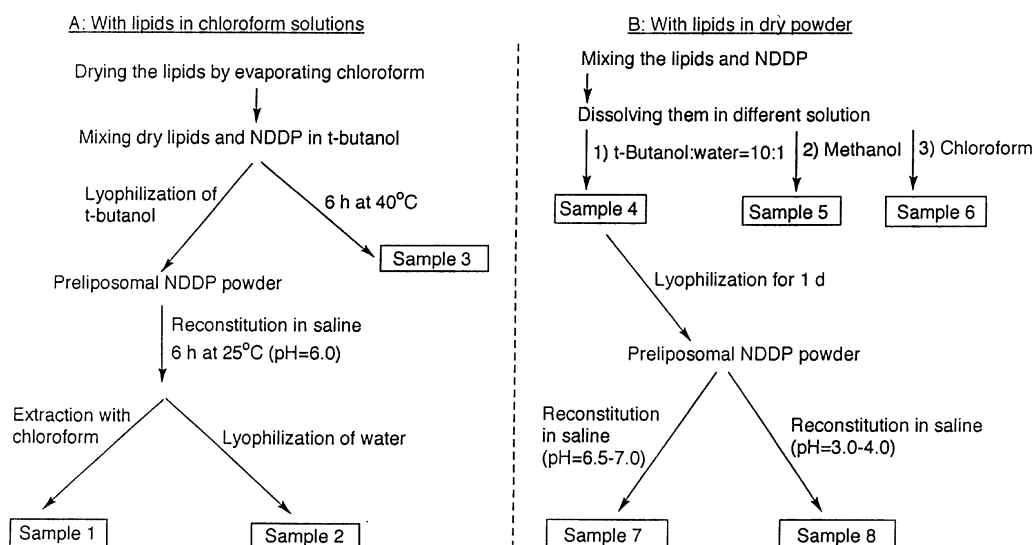 A: With lipids in chloroform solutions
Drying the lipids by evaporating chloroform
Mixing dry lipids and NDDP in t-butanol
Lyophilization of
t-butanol
6 h at 40°C
Sample 3
Preliposomal NDDP powder
Reconstitution in saline
6 h at 25°C (pH=6.0)
Extraction with
chloroform
Lyophilization of water
Sample 1
Sample 2
B: With lipids in dry powder
Mixing the lipids and NDDP
Dissolving them in different solution
1) t-Butanol:water=10:1
2) Methanol
3) Chloroform
Sample 4
Sample 5
Sample 6
Lyophilization for 1 d
Preliposomal NDDP powder
Reconstitution
in saline
(pH=6.5-7.0)
Reconstitution in saline
(pH=3.0-4.0)
Sample 7
Sample 8